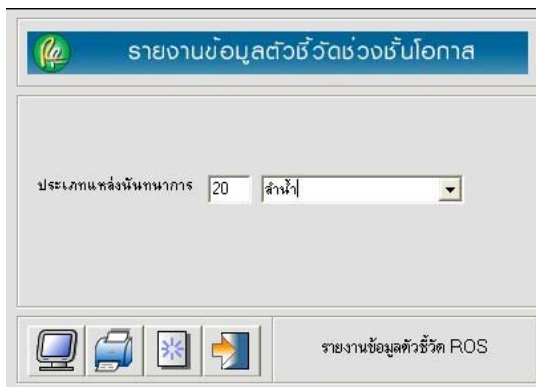 รายงานข้อมูลตัวชี้วัดช่วงชั้นโอกาส
ประเภทแหล่งนันทนาการ 20 ลำน้ำ
รายงานข้อมูลตัวชี้วัด ROS